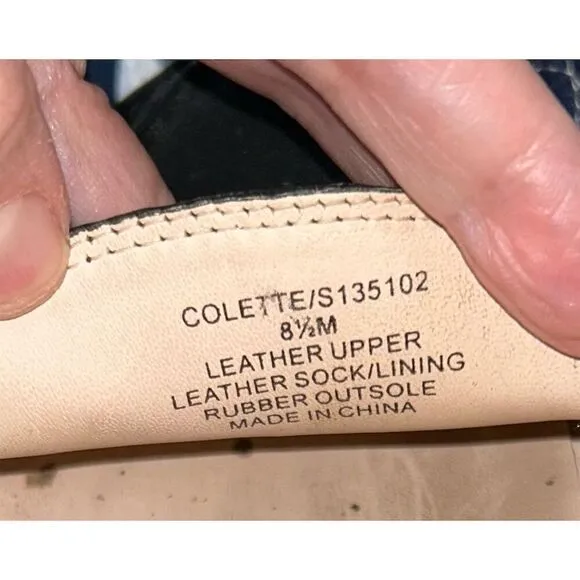 COLETTE/S135102
8½M
LEATHER UPPER
LEATHER SOCK/LINING
RUBBER OUTSOLE
MADE IN CHINA